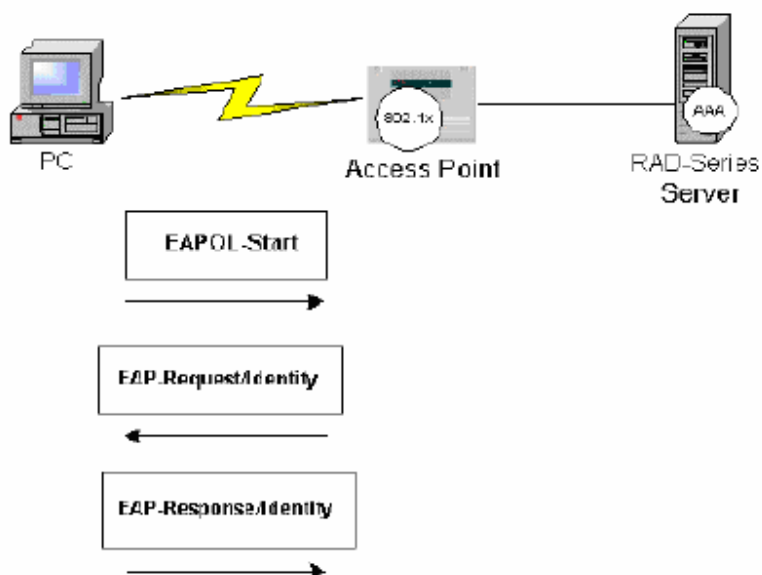 802.1x
AAA
PC
Access Point
RAD-Series
Server
EAPOL-Start
EAP-Request/Identity
EAP-Response/Identity